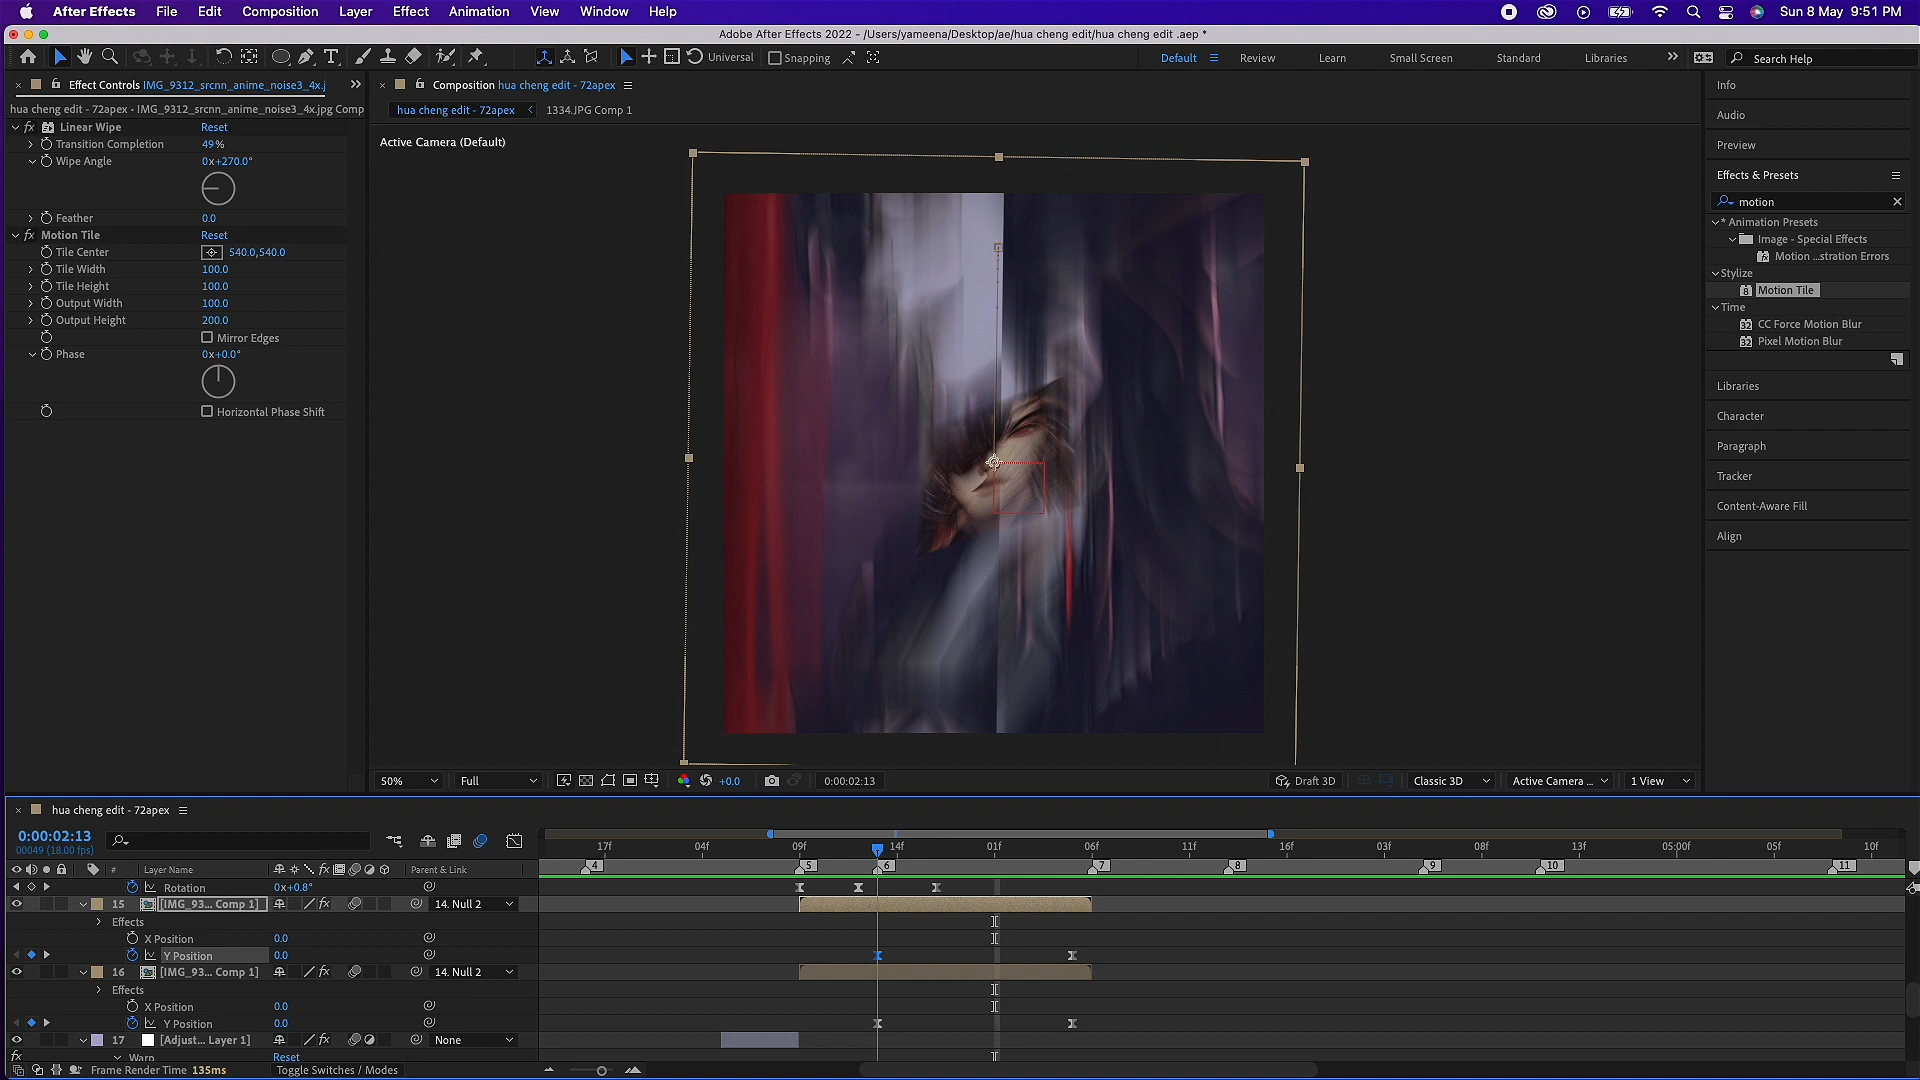 After Effects File Edit Composition Layer Effect Animation View Window Help Sun 8 May 9:51 PM
Adobe After Effects 2022 - /Users/yameena/Desktop/ae/hua cheng edit/hua cheng edit .aep *
Universal Snapping Default Review Learn Small Screen Standard Libraries Search Help
Effect Controls IMG_9312_srcnn_anime_noise3_4x.j
hua cheng edit - 72apex • IMG_9312_srcnn_anime_noise3_4x.jpg Comp
fx Linear Wipe Reset
Transition Completion 49%
Wipe Angle 0x+270.0°
Feather 0.0
fx Motion Tile Reset
Tile Center 540.0,540.0
Tile Width 100.0
Tile Height 100.0
Output Width 100.0
Output Height 200.0
Mirror Edges
Phase 0x+0.0°
Horizontal Phase Shift
Composition hua cheng edit - 72apex
hua cheng edit - 72apex 1334.JPG Comp 1
Active Camera (Default)
50% Full +0.0 0:00:02:13 Draft 3D Classic 3D Active Camera ... 1 View
Info
Audio
Preview
Effects & Presets
motion
* Animation Presets
Image - Special Effects
Motion ...stration Errors
Stylize
8 Motion Tile
Time
32 CC Force Motion Blur
32 Pixel Motion Blur
Libraries
Character
Paragraph
Tracker
Content-Aware Fill
Align
hua cheng edit - 72apex
0:00:02:13
00049 (18.00 fps)
17f 04f 09f 14f 01f 06f 11f 16f 03f 08f 13f 05:00f 05f 10f
# Layer Name fx Parent & Link
4 5 6 7 8 9 10 11
Rotation 0x+0.8°
15 [IMG_93... Comp 1] fx 14. Null 2
Effects
X Position 0.0
Y Position 0.0
16 [IMG_93... Comp 1] fx 14. Null 2
Effects
X Position 0.0
Y Position 0.0
17 [Adjust... Layer 1] fx None
fx Warp Reset
Frame Render Time 135ms Toggle Switches / Modes